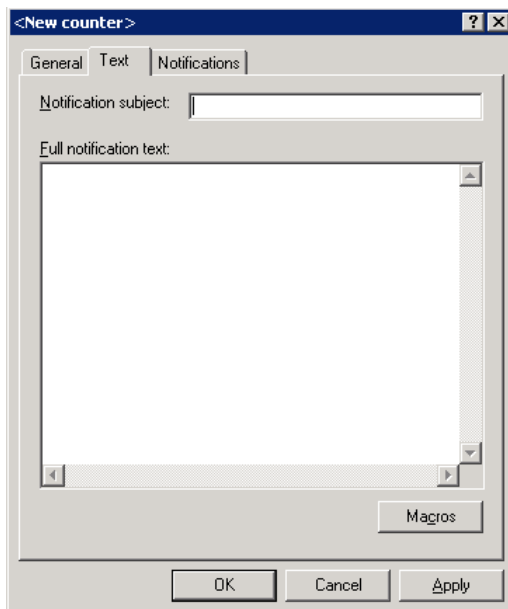 <New counter>
General Text Notifications
Notification subject:
Full notification text:
Macros
OK Cancel Apply